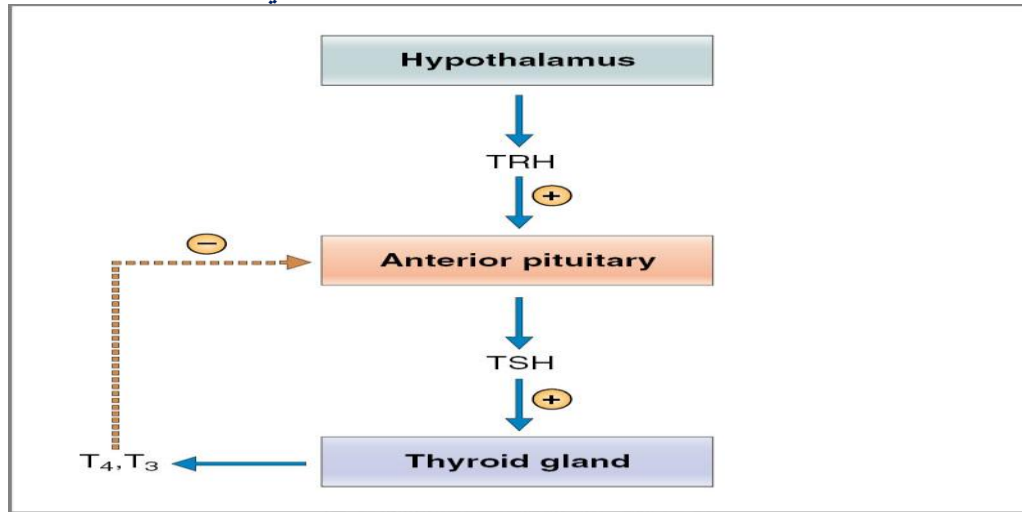 Hypothalamus
TRH
+
−
Anterior pituitary
TSH
+
T₄,T₃
Thyroid gland